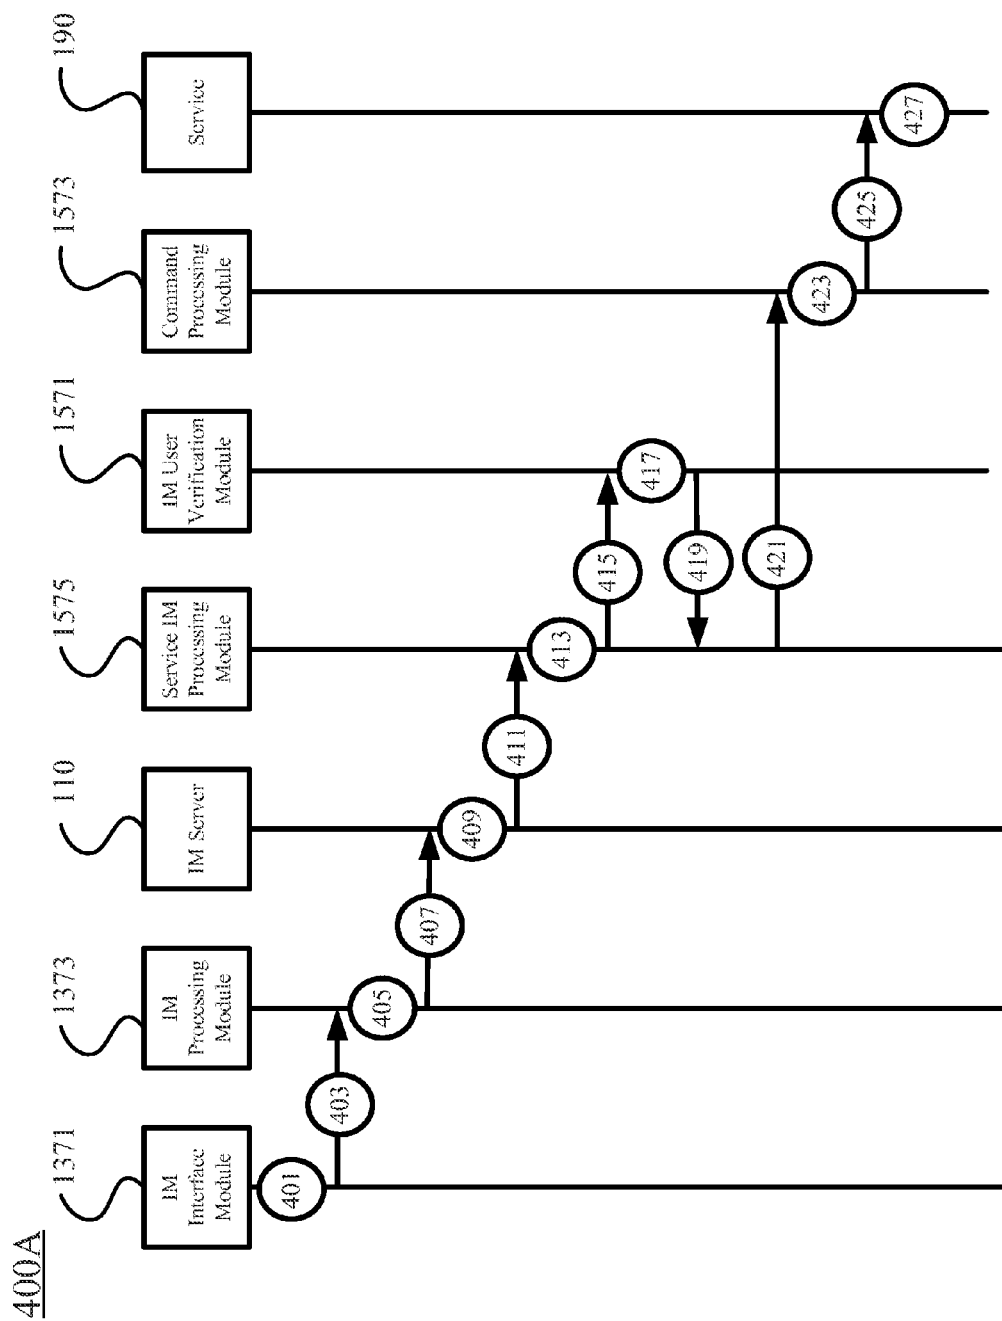 400A
1371
1373
110
1575
1571
1573
190
IM
Interface
Module
IM
Processing
Module
IM Server
Service IM
Processing
Module
IM User
Verification
Module
Command
Processing
Module
Service
401
403
405
407
409
411
413
415
417
419
421
423
425
427